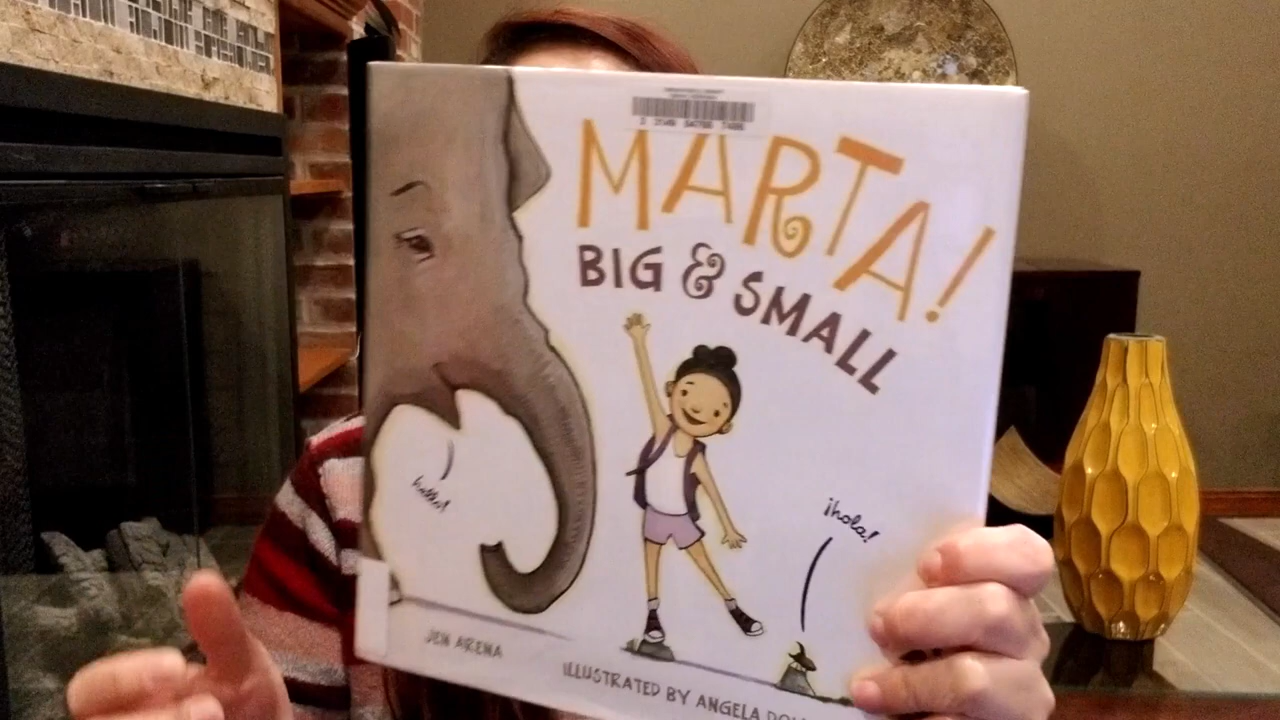 MARTA!
BIG & SMALL
hello!
¡hola!
JEN ARENA
ILLUSTRATED BY ANGELA